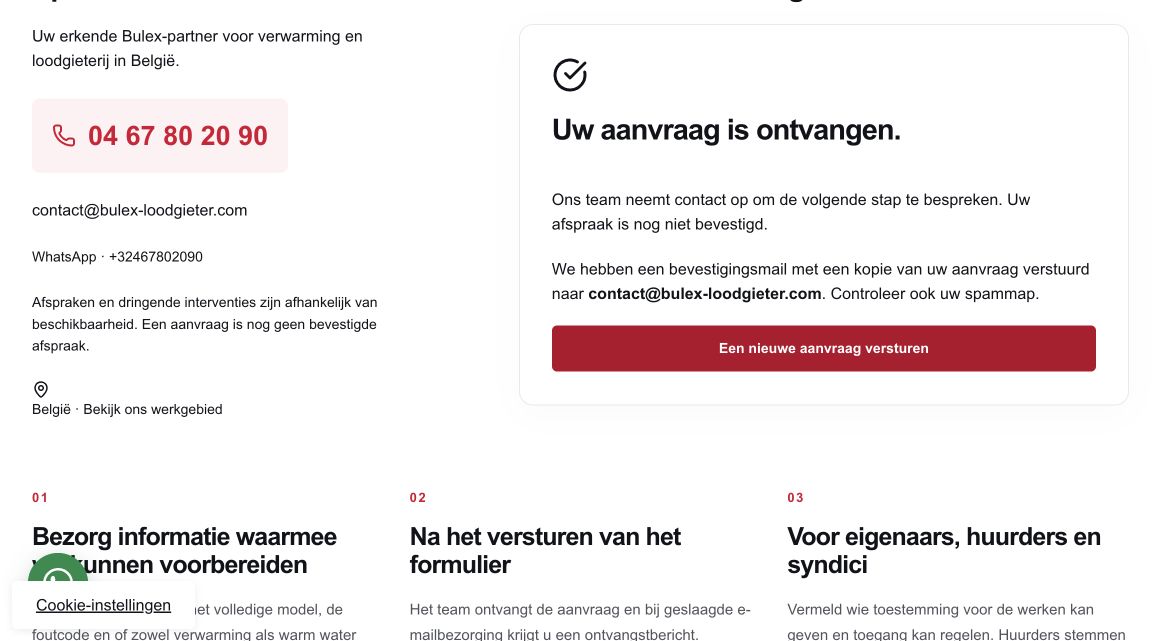 Uw erkende Bulex-partner voor verwarming en
loodgieterij in België.
04 67 80 20 90
contact@bulex-loodgieter.com
WhatsApp · +32467802090
Afspraken en dringende interventies zijn afhankelijk van
beschikbaarheid. Een aanvraag is nog geen bevestigde
afspraak.
België · Bekijk ons werkgebied
Uw aanvraag is ontvangen.
Ons team neemt contact op om de volgende stap te bespreken. Uw
afspraak is nog niet bevestigd.
We hebben een bevestigingsmail met een kopie van uw aanvraag verstuurd
naar contact@bulex-loodgieter.com. Controleer ook uw spammap.
Een nieuwe aanvraag versturen
01
Bezorg informatie waarmee
kunnen voorbereiden
het volledige model, de
foutcode en of zowel verwarming als warm water
02
Na het versturen van het
formulier
Het team ontvangt de aanvraag en bij geslaagde e-
mailbezorging krijgt u een ontvangstbericht.
03
Voor eigenaars, huurders en
syndici
Vermeld wie toestemming voor de werken kan
geven en toegang kan regelen. Huurders stemmen
Cookie-instellingen